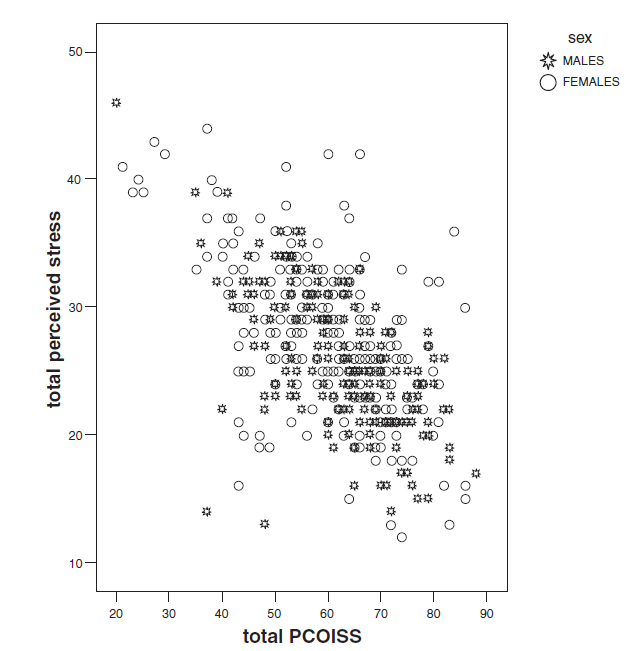 sex
MALES
FEMALES
total perceived stress
50
40
30
20
10
20 30 40 50 60 70 80 90
total PCOISS